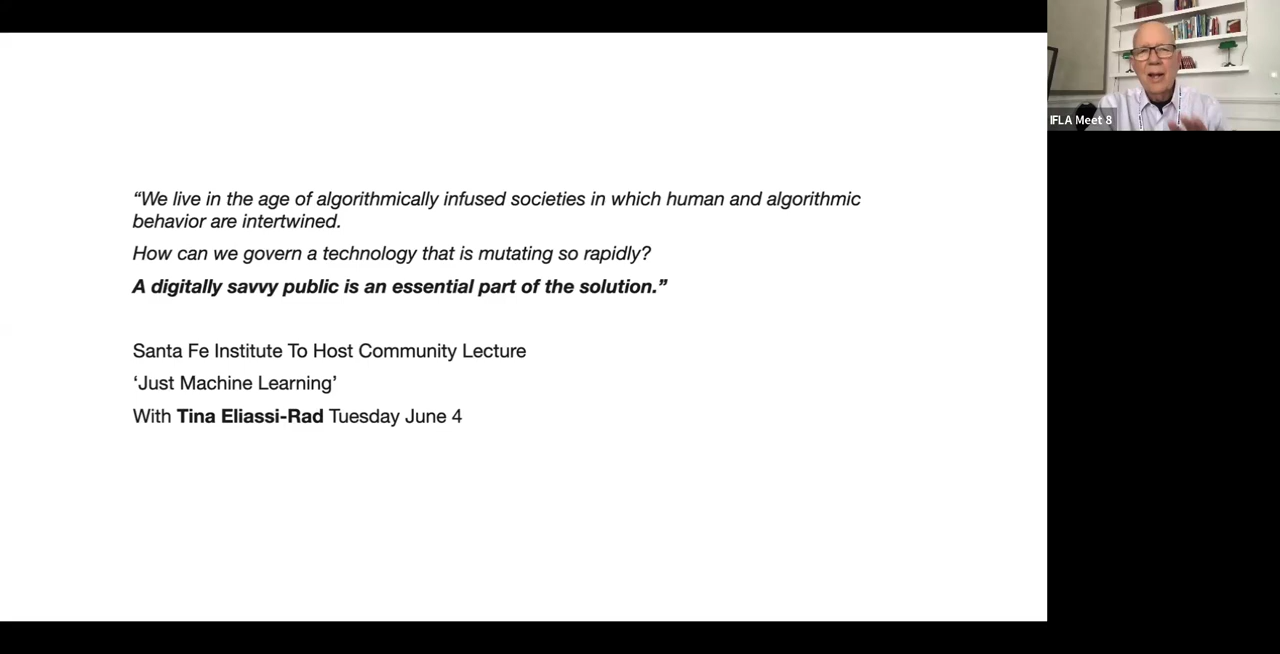 “We live in the age of algorithmically infused societies in which human and algorithmic
behavior are intertwined.
How can we govern a technology that is mutating so rapidly?
A digitally savvy public is an essential part of the solution.”
Santa Fe Institute To Host Community Lecture
‘Just Machine Learning’
With Tina Eliassi-Rad Tuesday June 4
IFLA Meet 8